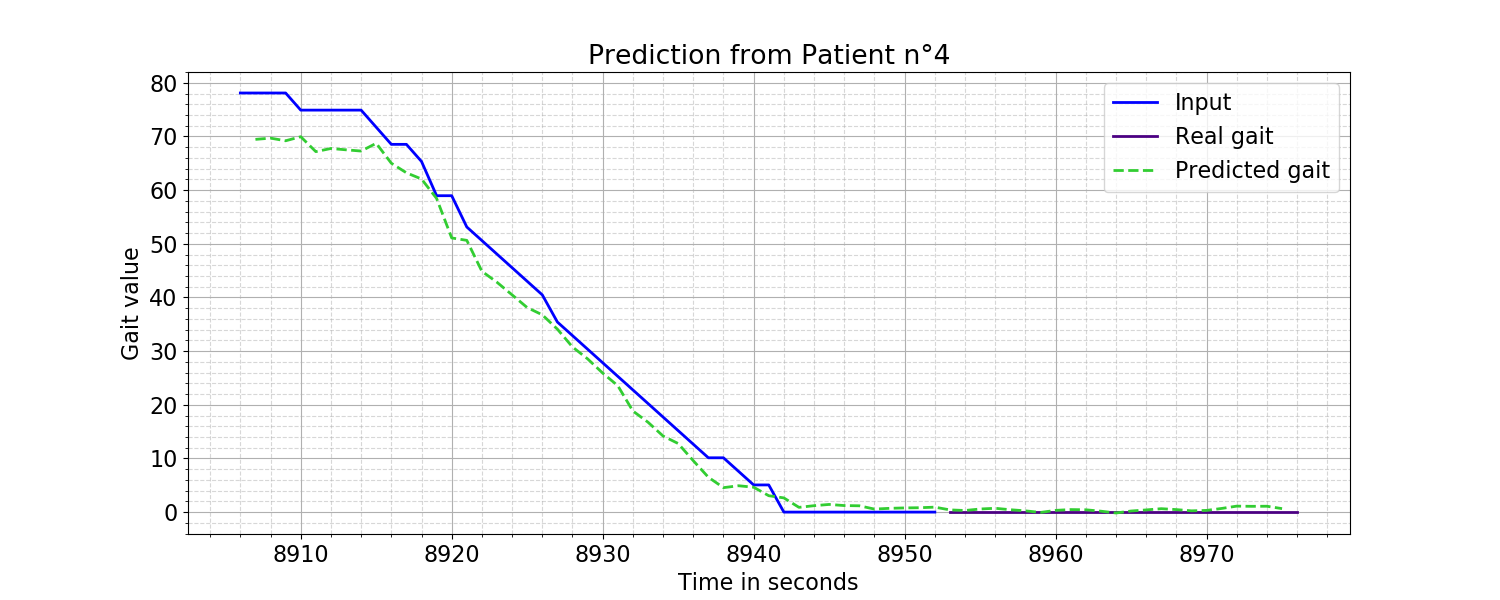 Prediction from Patient n°4
Input
Real gait
Predicted gait
Gait value
80
70
60
50
40
30
20
10
0
8910 8920 8930 8940 8950 8960 8970
Time in seconds